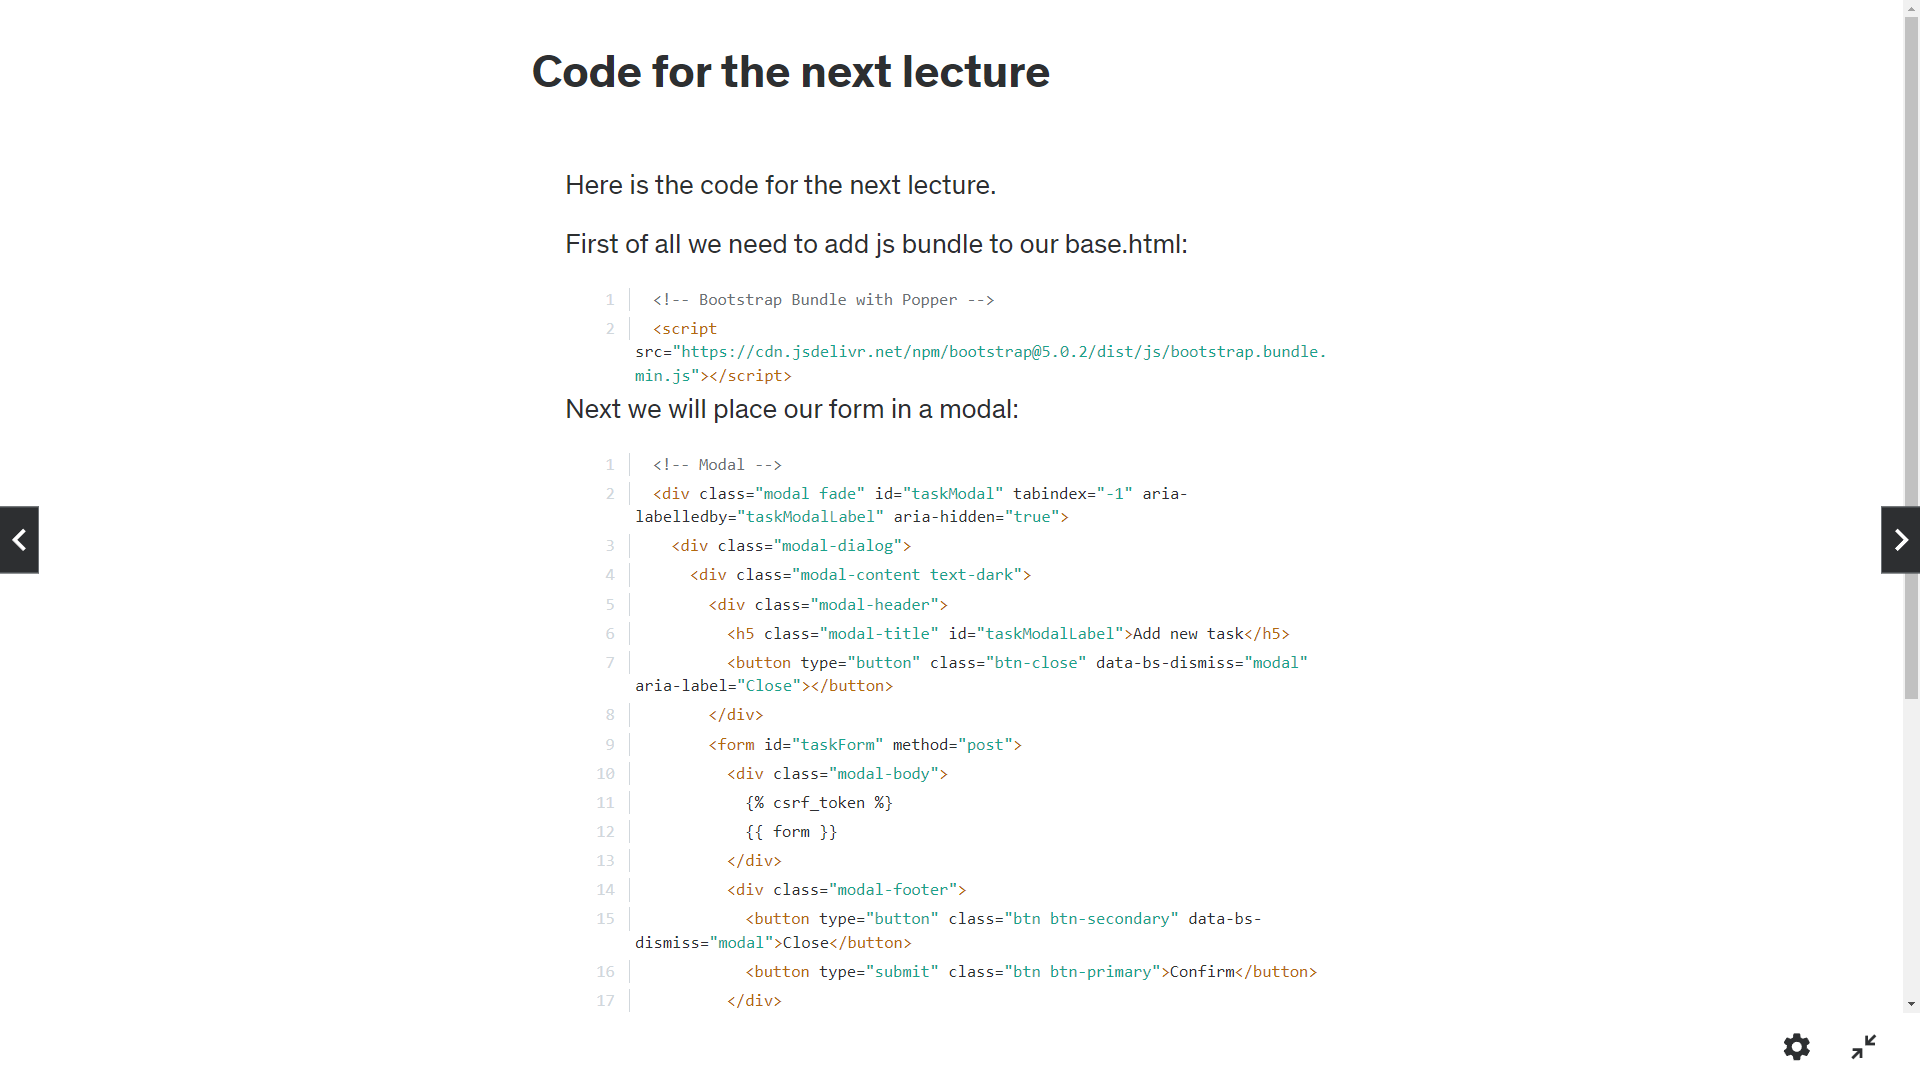 Code for the next lecture
Here is the code for the next lecture.
First of all we need to add js bundle to our base.html:
1 <!-- Bootstrap Bundle with Popper -->
2 <script
src="https://cdn.jsdelivr.net/npm/bootstrap@5.0.2/dist/js/bootstrap.bundle.
min.js"></script>
Next we will place our form in a modal:
1 <!-- Modal -->
2 <div class="modal fade" id="taskModal" tabindex="-1" aria-
labelledby="taskModalLabel" aria-hidden="true">
3 <div class="modal-dialog">
4 <div class="modal-content text-dark">
5 <div class="modal-header">
6 <h5 class="modal-title" id="taskModalLabel">Add new task</h5>
7 <button type="button" class="btn-close" data-bs-dismiss="modal"
aria-label="Close"></button>
8 </div>
9 <form id="taskForm" method="post">
10 <div class="modal-body">
11 {% csrf_token %}
12 {{ form }}
13 </div>
14 <div class="modal-footer">
15 <button type="button" class="btn btn-secondary" data-bs-
dismiss="modal">Close</button>
16 <button type="submit" class="btn btn-primary">Confirm</button>
17 </div>